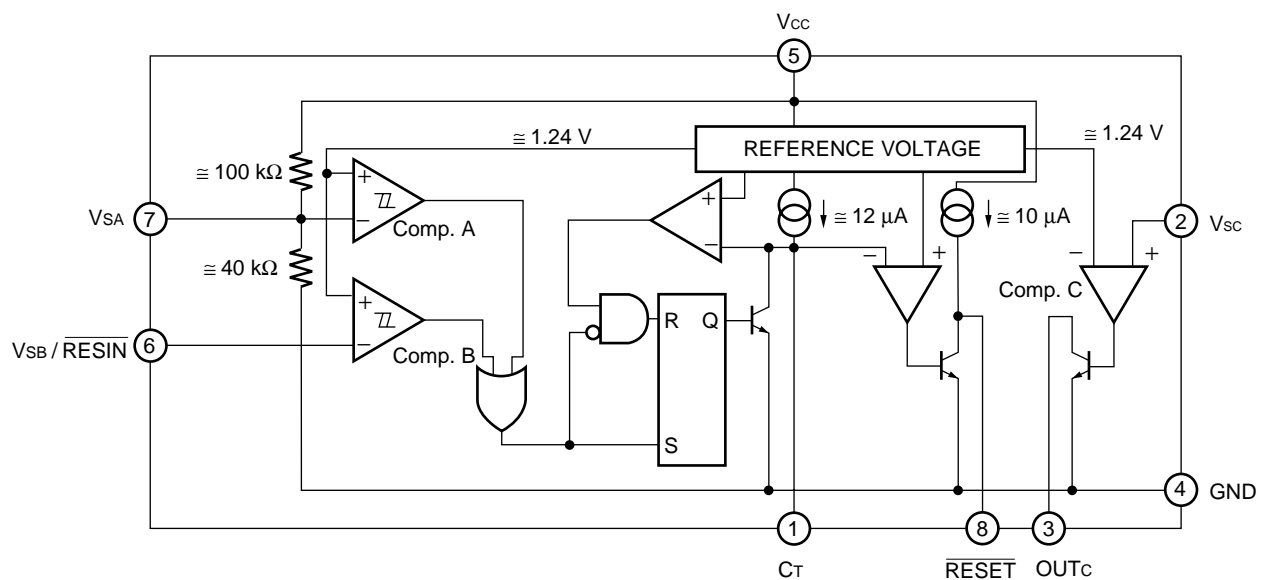 VCC
5
≅ 1.24 V
≅ 1.24 V
REFERENCE VOLTAGE
≅ 100 kΩ
+
−
Comp. A
+
−
≅ 12 μA
≅ 10 μA
VSA
7
2
VSC
≅ 40 kΩ
− +
− +
Comp. C
+
−
Comp. B
R Q
S
VSB / RESIN
6
4
GND
1
8
3
CT
RESET
OUTC